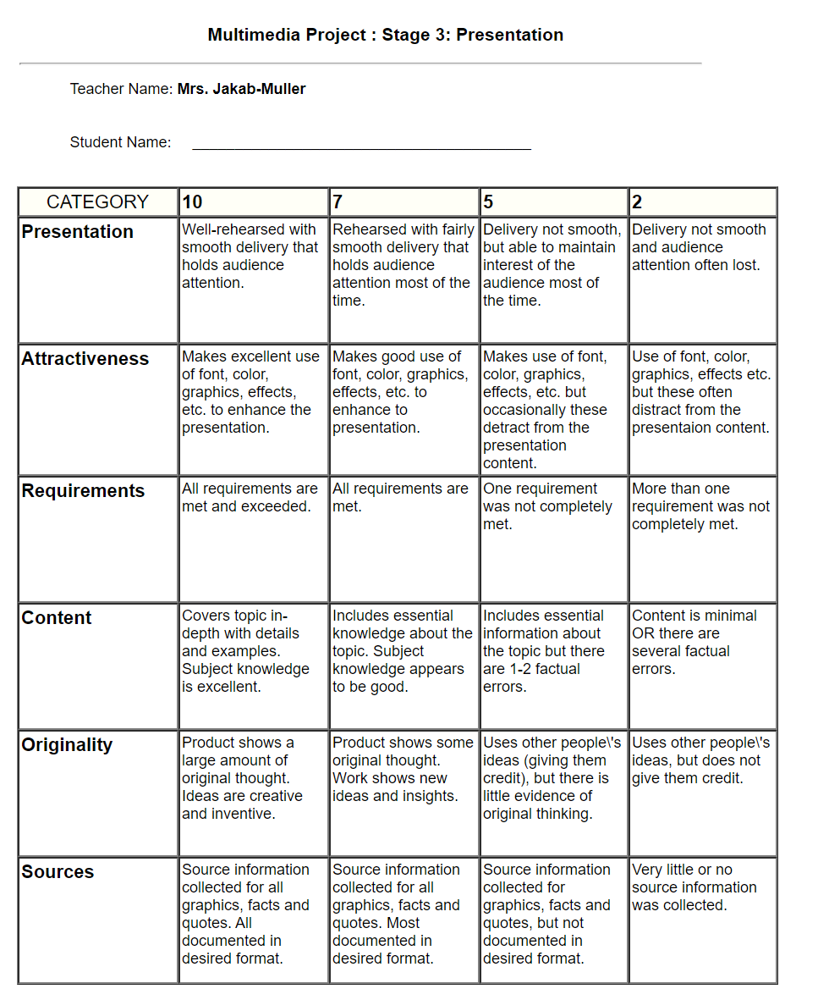 Multimedia Project : Stage 3: Presentation
Teacher Name: Mrs. Jakab-Muller
Student Name: ________________________________________
CATEGORY 10 7 5 2
Presentation
Well-rehearsed with
smooth delivery that
holds audience
attention.
Rehearsed with fairly
smooth delivery that
holds audience
attention most of the
time.
Delivery not smooth,
but able to maintain
interest of the
audience most of
the time.
Delivery not smooth
and audience
attention often lost.
Attractiveness
Makes excellent use
of font, color,
graphics, effects,
etc. to enhance the
presentation.
Makes good use of
font, color, graphics,
effects, etc. to
enhance to
presentation.
Makes use of font,
color, graphics,
effects, etc. but
occasionally these
detract from the
presentation
content.
Use of font, color,
graphics, effects etc.
but these often
distract from the
presentaion content.
Requirements
All requirements are
met and exceeded.
All requirements are
met.
One requirement
was not completely
met.
More than one
requirement was not
completely met.
Content
Covers topic in-
depth with details
and examples.
Subject knowledge
is excellent.
Includes essential
knowledge about the
topic. Subject
knowledge appears
to be good.
Includes essential
information about
the topic but there
are 1-2 factual
errors.
Content is minimal
OR there are
several factual
errors.
Originality
Product shows a
large amount of
original thought.
Ideas are creative
and inventive.
Product shows some
original thought.
Work shows new
ideas and insights.
Uses other people\'s
ideas (giving them
credit), but there is
little evidence of
original thinking.
Uses other people\'s
ideas, but does not
give them credit.
Sources
Source information
collected for all
graphics, facts and
quotes. All
documented in
desired format.
Source information
collected for all
graphics, facts and
quotes. Most
documented in
desired format.
Source information
collected for
graphics, facts and
quotes, but not
documented in
desired format.
Very little or no
source information
was collected.